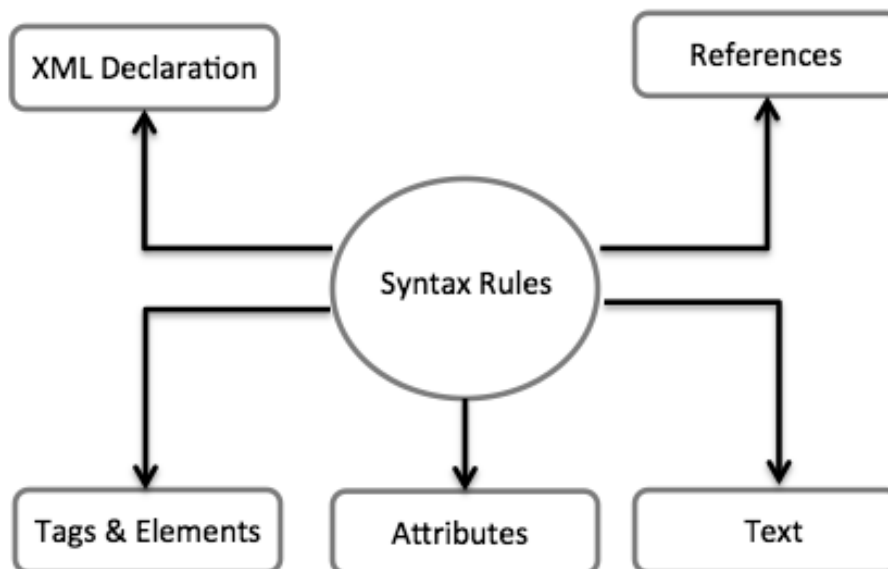 XML Declaration
References
Syntax Rules
Tags & Elements
Attributes
Text